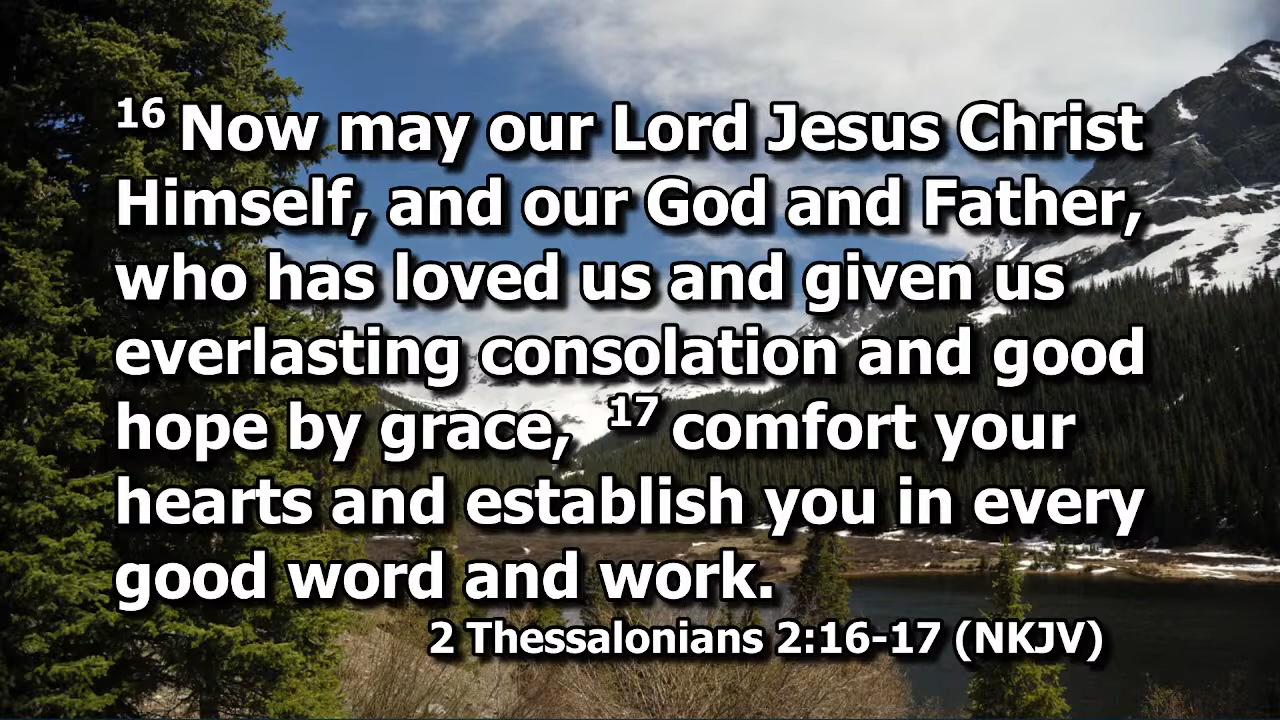 16 Now may our Lord Jesus Christ
Himself, and our God and Father,
who has loved us and given us
everlasting consolation and good
hope by grace, 17 comfort your
hearts and establish you in every
good word and work.
2 Thessalonians 2:16-17 (NKJV)